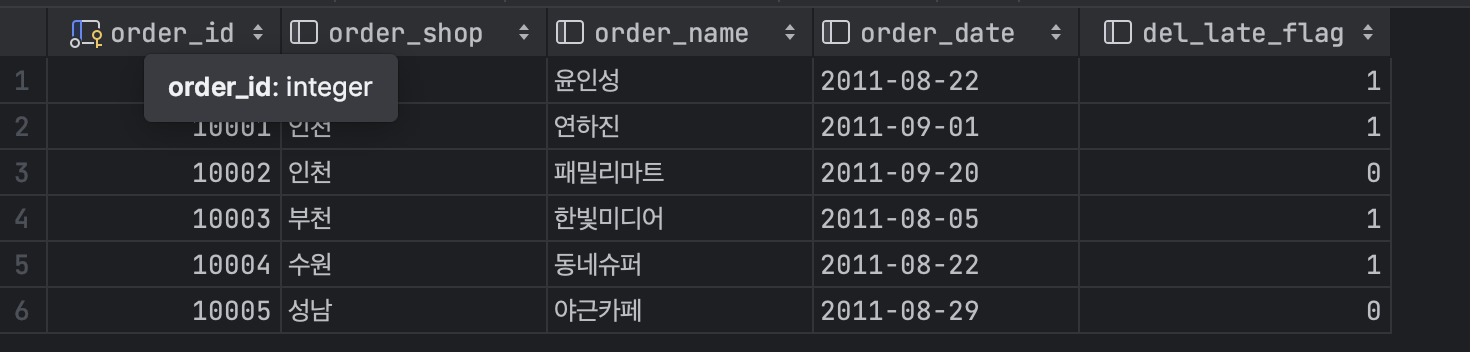 order_id order_shop order_name order_date del_late_flag
order_id: integer
1 윤인성 2011-08-22 1
2 10001 인천 연하진 2011-09-01 1
3 10002 인천 패밀리마트 2011-09-20 0
4 10003 부천 한빛미디어 2011-08-05 1
5 10004 수원 동네슈퍼 2011-08-22 1
6 10005 성남 야근카페 2011-08-29 0